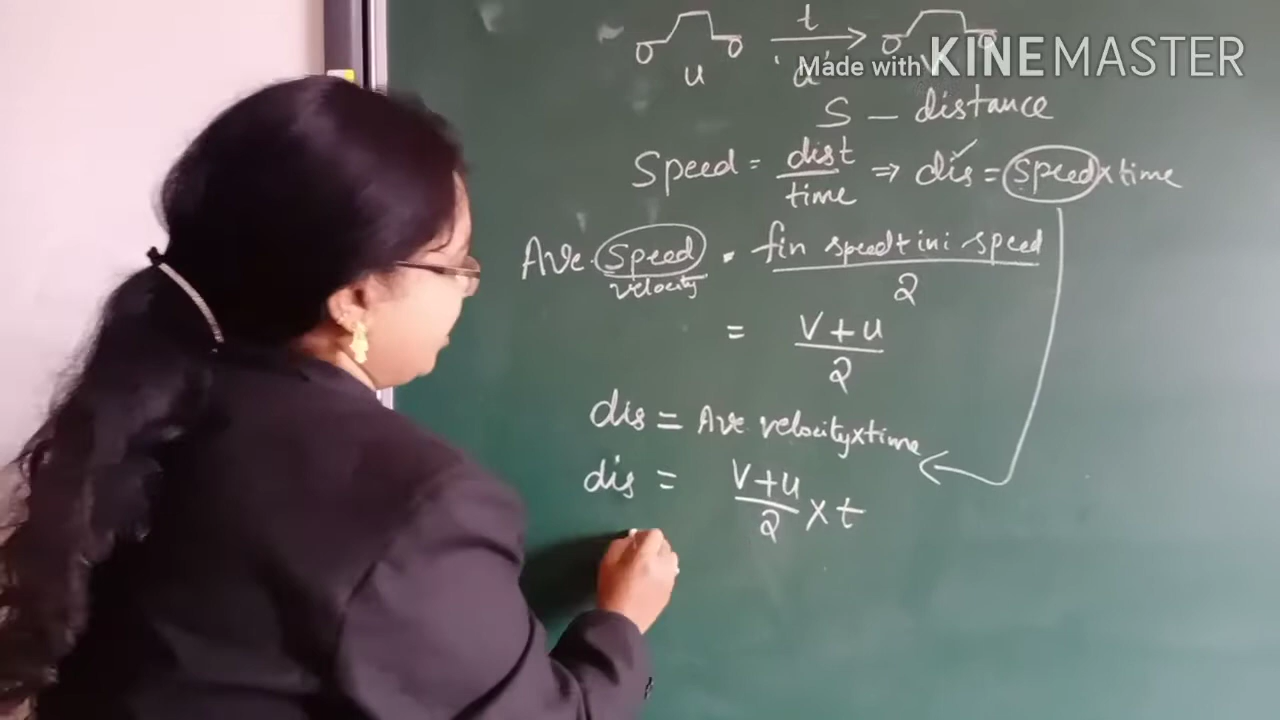 t
u 'a' v
Made with KINEMASTER
S – distance
Speed = dist/time ⇒ dis = Speed x time
Ave Speed = fin speed + ini speed / 2
velocity
= V + u / 2
dis = Ave velocity x time
dis = V + u / 2 x t